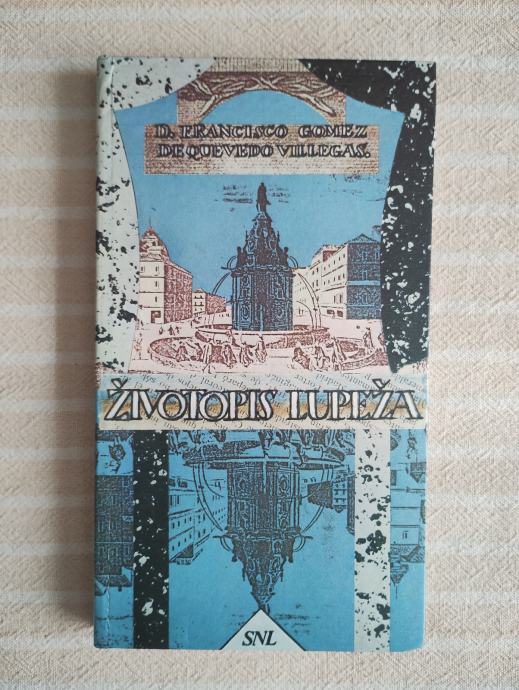 D. FRANCISCO GOMEZ
DE QUEVEDO VILLEGAS.
ŽIVOTOPIS LUPEŽA
SNL